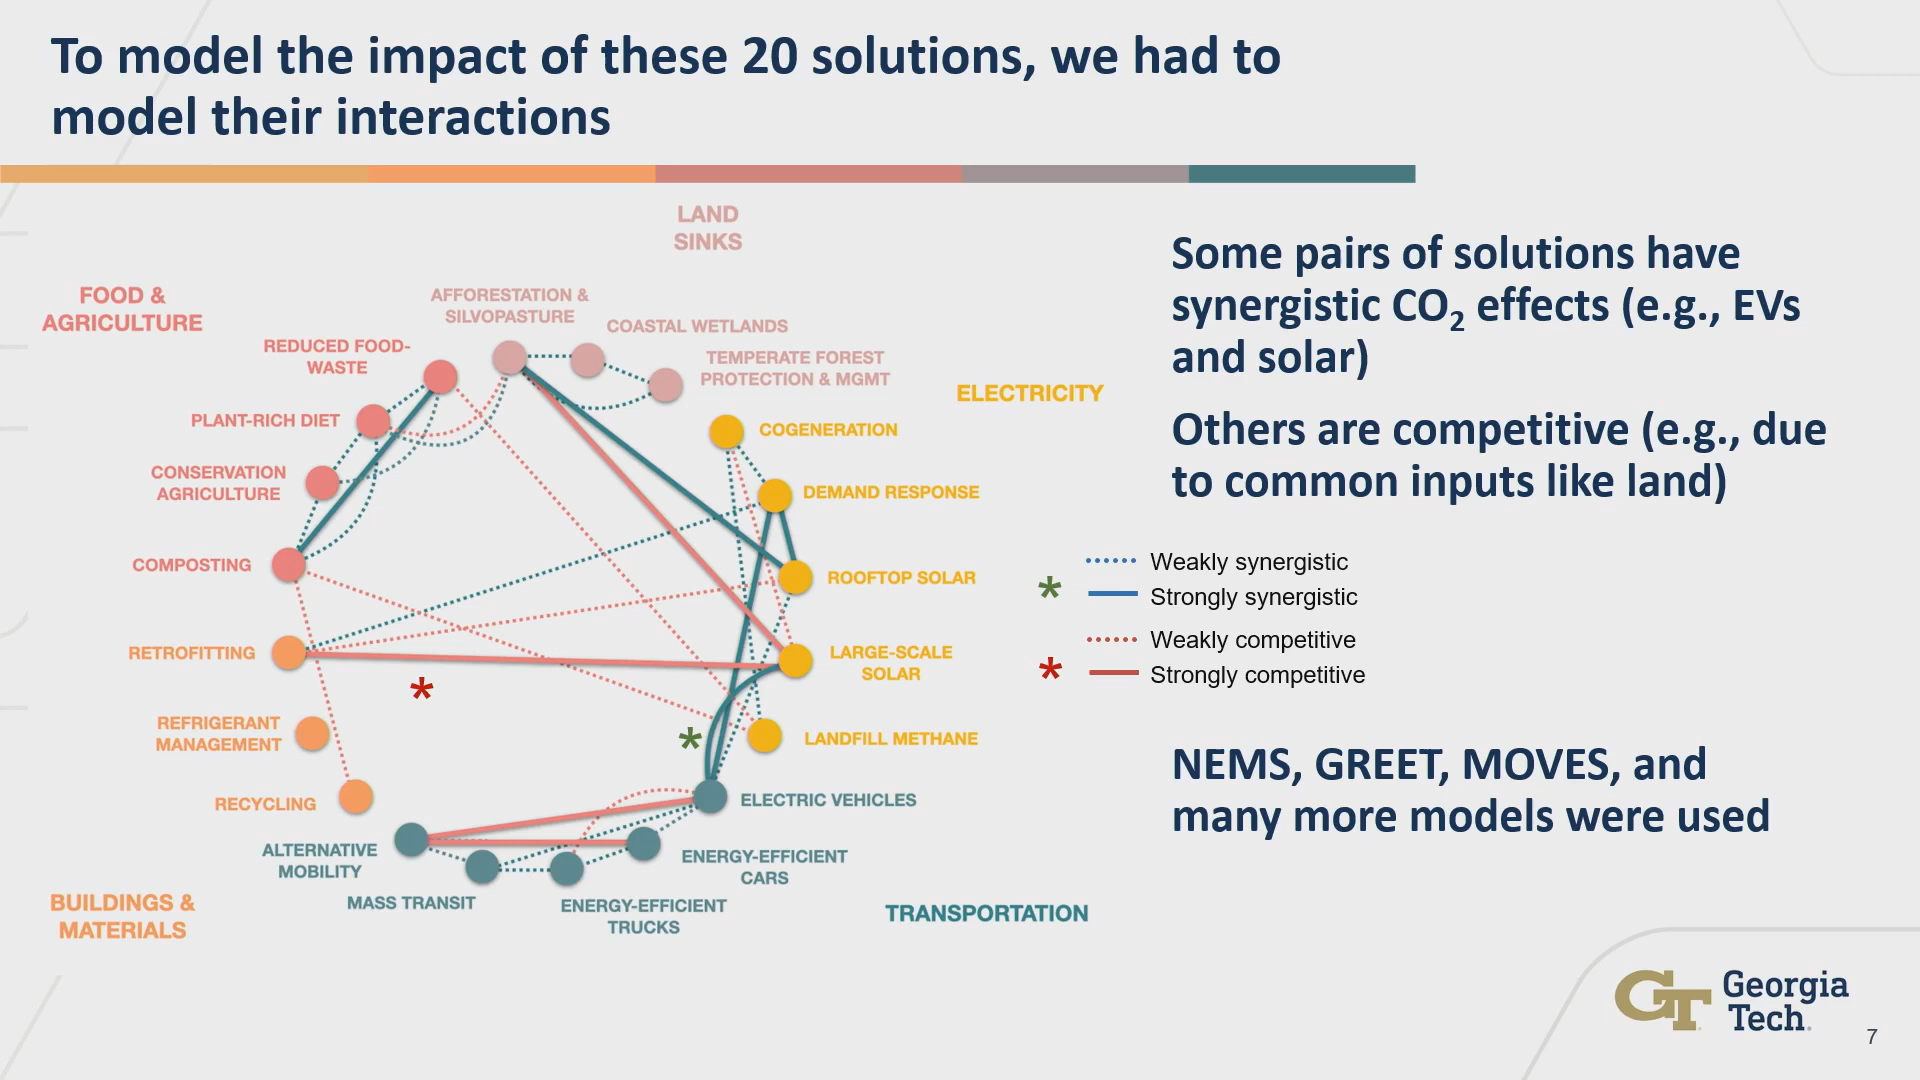 To model the impact of these 20 solutions, we had to
model their interactions
LAND
SINKS
FOOD &
AGRICULTURE
AFFORESTATION &
SILVOPASTURE
COASTAL WETLANDS
REDUCED FOOD-
WASTE
TEMPERATE FOREST
PROTECTION & MGMT
ELECTRICITY
PLANT-RICH DIET
COGENERATION
CONSERVATION
AGRICULTURE
DEMAND RESPONSE
COMPOSTING
ROOFTOP SOLAR
RETROFITTING
LARGE-SCALE
SOLAR
*
REFRIGERANT
MANAGEMENT
*
LANDFILL METHANE
RECYCLING
ELECTRIC VEHICLES
ALTERNATIVE
MOBILITY
ENERGY-EFFICIENT
CARS
MASS TRANSIT
ENERGY-EFFICIENT
TRUCKS
BUILDINGS &
MATERIALS
TRANSPORTATION
Some pairs of solutions have
synergistic CO₂ effects (e.g., EVs
and solar)
Others are competitive (e.g., due
to common inputs like land)
Weakly synergistic
* Strongly synergistic
Weakly competitive
* Strongly competitive
NEMS, GREET, MOVES, and
many more models were used
GT Georgia
Tech.
7